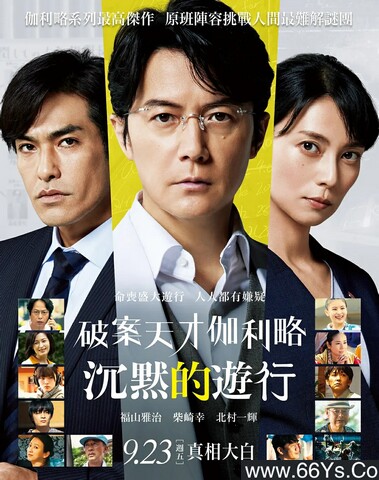 伽利略系列最高傑作 原班陣容挑戰人間最難解謎團
命喪盛大遊行 人人都有嫌疑
破案天才伽利略
沉默的遊行
福山雅治 柴崎幸 北村一輝
9.23 [週五] 真相大白
www.66Ys.Co